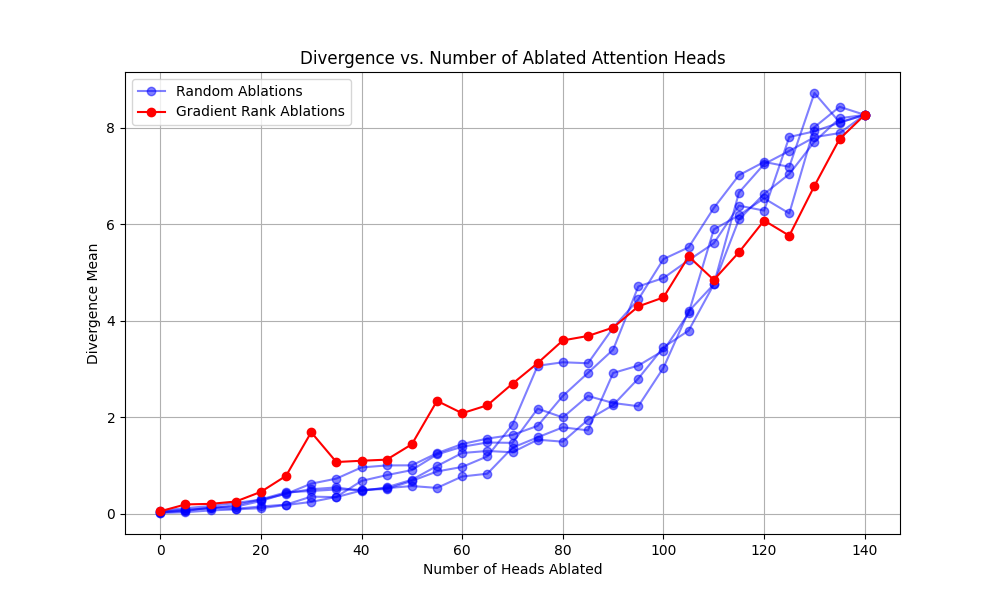 Divergence vs. Number of Ablated Attention Heads
Random Ablations
Gradient Rank Ablations
8
6
4
2
0
Divergence Mean
0 20 40 60 80 100 120 140
Number of Heads Ablated